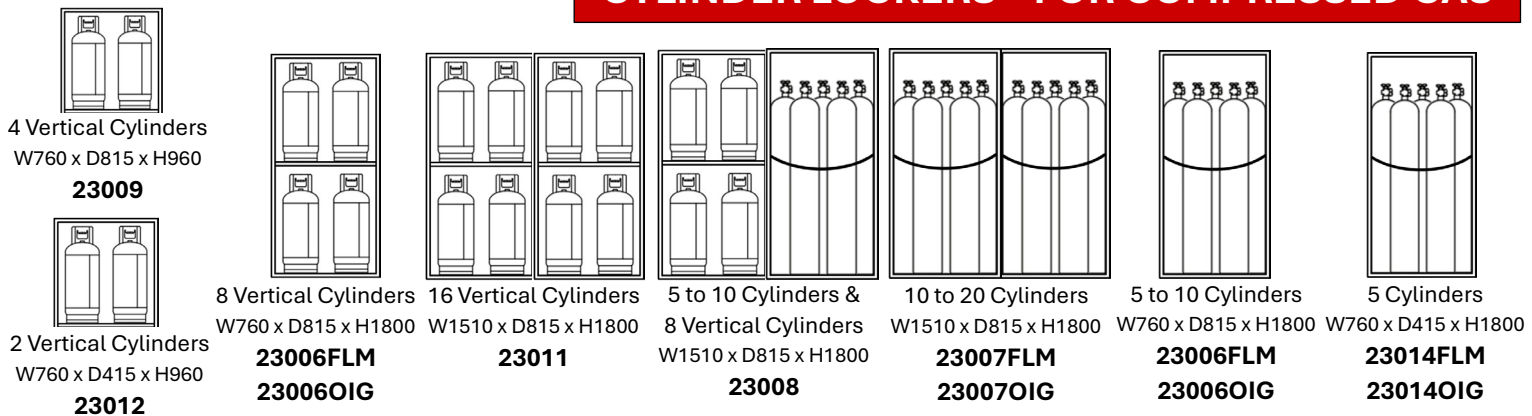 4 Vertical Cylinders
W760 x D815 x H960
23009
2 Vertical Cylinders
W760 x D415 x H960
23012
8 Vertical Cylinders
W760 x D815 x H1800
23006FLM
23006OIG
16 Vertical Cylinders
W1510 x D815 x H1800
23011
5 to 10 Cylinders &
8 Vertical Cylinders
W1510 x D815 x H1800
23008
10 to 20 Cylinders
W1510 x D815 x H1800
23007FLM
23007OIG
5 to 10 Cylinders
W760 x D815 x H1800
23006FLM
23006OIG
5 Cylinders
W760 x D415 x H1800
23014FLM
23014OIG